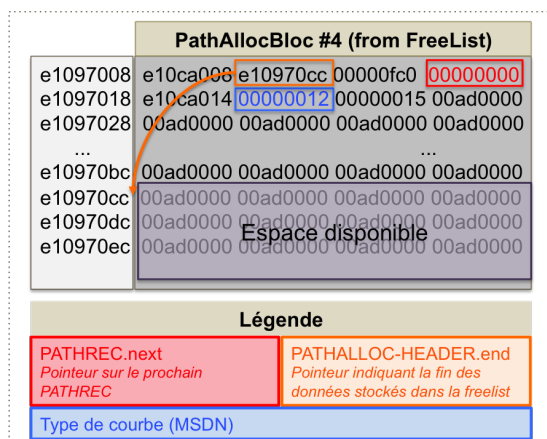 PathAllocBloc #4 (from FreeList)
e1097008 e10ca008 e10970cc 00000fc0 00000000
e1097018 e10ca014 00000012 00000015 00ad0000
e1097028 00ad0000 00ad0000 00ad0000 00ad0000
... ...
e10970bc 00ad0000 00ad0000 00ad0000 00ad0000
e10970cc 00ad0000 00ad0000 00ad0000 00ad0000
e10970dc 00ad0000 00ad0000 00ad0000 00ad0000
Espace disponible
e10970ec 00ad0000 00ad0000 00ad0000 00ad0000
Légende
PATHREC.next
Pointeur sur le prochain
PATHREC
PATHALLOC-HEADER.end
Pointeur indiquant la fin des
données stockés dans la freelist
Type de courbe (MSDN)